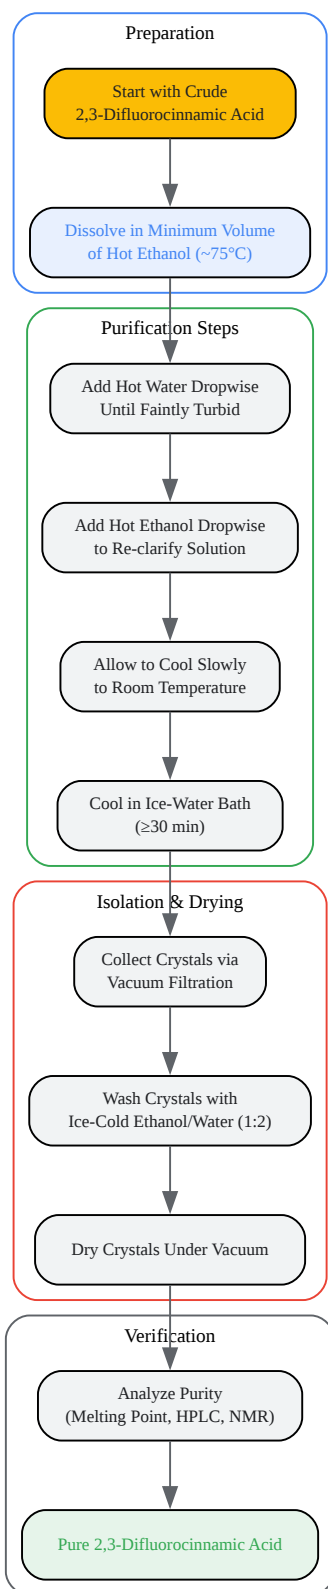 Preparation
Start with Crude
2,3-Difluorocinnamic Acid
Dissolve in Minimum Volume
of Hot Ethanol (~75°C)
Purification Steps
Add Hot Water Dropwise
Until Faintly Turbid
Add Hot Ethanol Dropwise
to Re-clarify Solution
Allow to Cool Slowly
to Room Temperature
Cool in Ice-Water Bath
(≥30 min)
Isolation & Drying
Collect Crystals via
Vacuum Filtration
Wash Crystals with
Ice-Cold Ethanol/Water (1:2)
Dry Crystals Under Vacuum
Verification
Analyze Purity
(Melting Point, HPLC, NMR)
Pure 2,3-Difluorocinnamic Acid